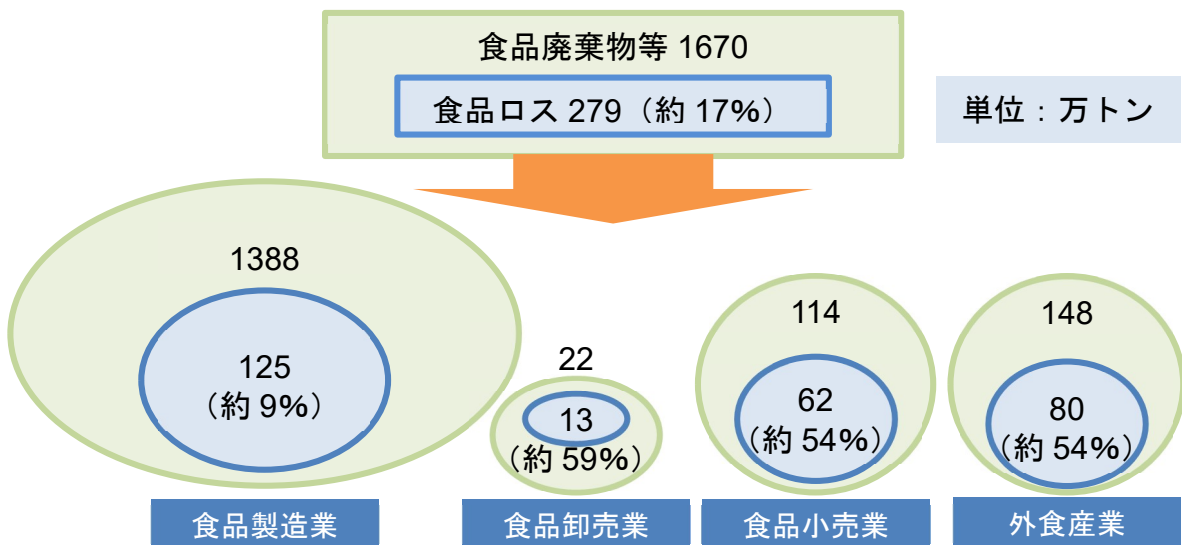 食品廃棄物等 1670
食品ロス 279（約 17%）
単位：万トン
1388
125
（約 9%）
22
13
（約 59%）
114
62
（約 54%）
148
80
（約 54%）
食品製造業
食品卸売業
食品小売業
外食産業